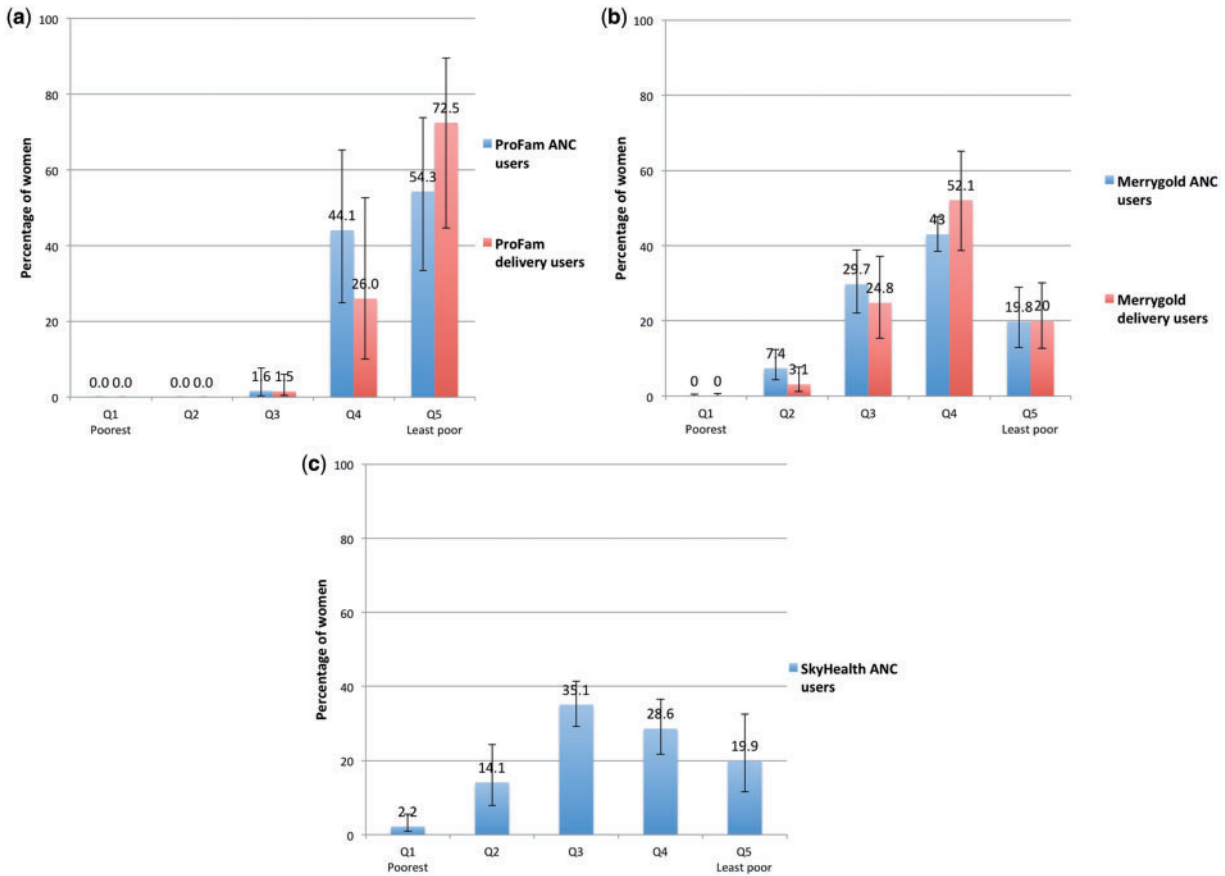 (a)
100
80
60
40
20
0
Percentage of women
0.0 0.0
0.0 0.0
1.6 1.5
44.1
26.0
54.3
72.5
Q1
Q2
Q3
Q4
Q5
Poorest
Least poor
ProFam ANC
users
ProFam
delivery users
(b)
100
80
60
40
20
0
Percentage of women
0 0
7.4
3.1
29.7
24.8
43
52.1
19.8 20
Q1
Q2
Q3
Q4
Q5
Poorest
Least poor
Merrygold ANC
users
Merrygold
delivery users
(c)
100
80
60
40
20
0
Percentage of women
2.2
14.1
35.1
28.6
19.9
Q1
Q2
Q3
Q4
Q5
Poorest
Least poor
SkyHealth ANC
users